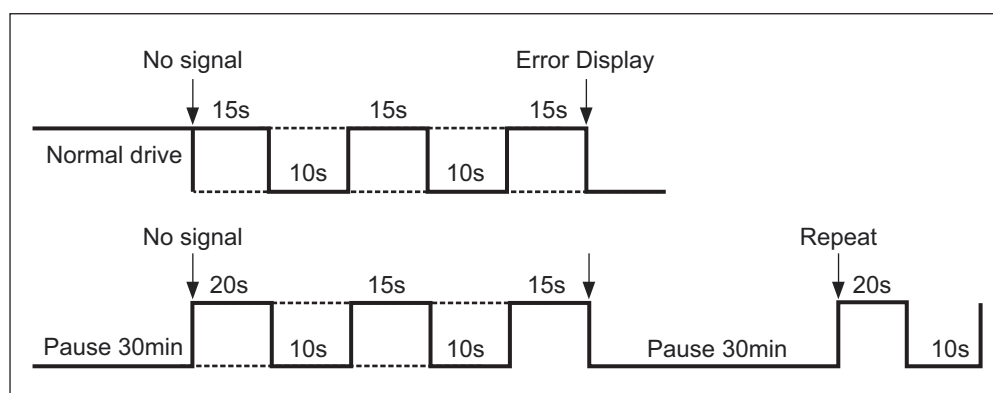 No signal Error Display
15s 15s 15s
Normal drive
10s 10s
No signal Repeat
20s 15s 15s 20s
Pause 30min 10s 10s Pause 30min 10s